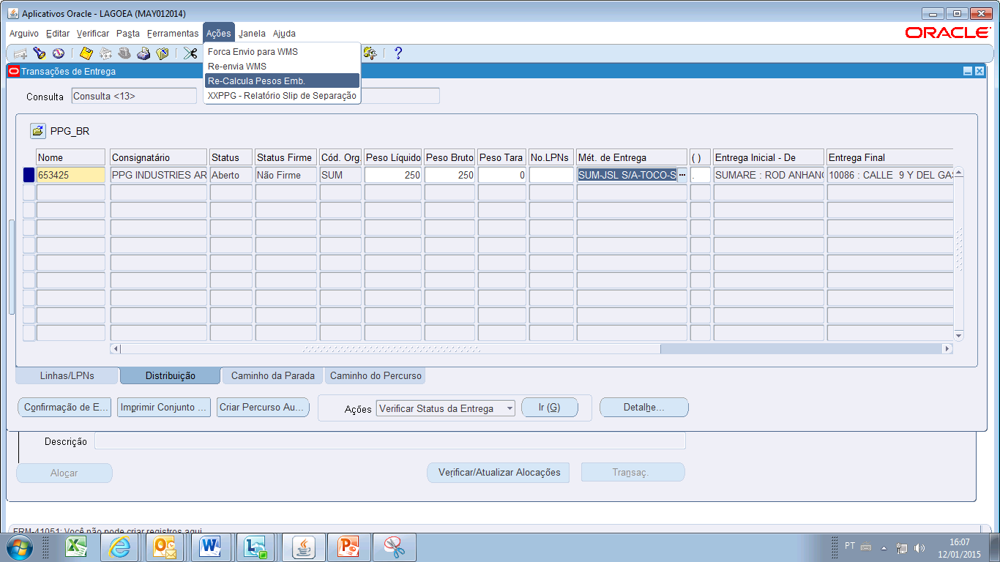 Aplicativos Oracle - LAGOEA (MAY012014)
Arquivo Editar Verificar Pasta Ferramentas Ações Janela Ajuda
ORACLE
Forca Envio para WMS
Re-envia WMS
Re-Calcula Pesos Emb.
XXPPG - Relatório Slip de Separação
Transações de Entrega
Consulta Consulta <13>
PPG_BR
Nome Consignatário Status Status Firme Cód. Org. Peso Líquido Peso Bruto Peso Tara No.LPNs Mét. de Entrega ( ) Entrega Inicial - De Entrega Final
653425 PPG INDUSTRIES AR Aberto Não Firme SUM 250 250 0 SUM-JSL S/A-TOCO-S ... . SUMARE : ROD ANHANG 10086 : CALLE 9 Y DEL GAS
Linhas/LPNs Distribuição Caminho da Parada Caminho do Percurso
Confirmação de E... Imprimir Conjunto ... Criar Percurso Au... Ações Verificar Status da Entrega Ir (G) Detalhe...
Descrição
Alocar Verificar/Atualizar Alocações Transaç.
FRM-41051: Você não pode criar registros aqui.
PT 16:07
12/01/2015